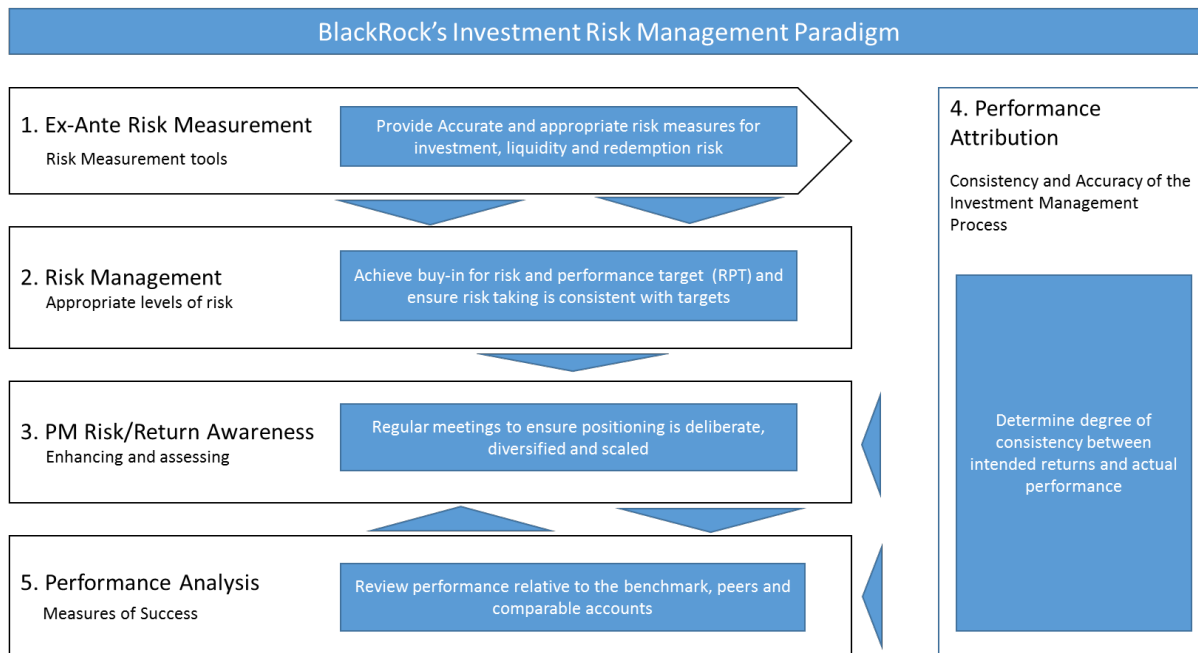 BlackRock's Investment Risk Management Paradigm
1. Ex-Ante Risk Measurement
Risk Measurement tools
Provide Accurate and appropriate risk measures for
investment, liquidity and redemption risk
2. Risk Management
Appropriate levels of risk
Achieve buy-in for risk and performance target (RPT) and
ensure risk taking is consistent with targets
3. PM Risk/Return Awareness
Enhancing and assessing
Regular meetings to ensure positioning is deliberate,
diversified and scaled
4. Performance
Attribution
Consistency and Accuracy of the
Investment Management
Process
Determine degree of
consistency between
intended returns and actual
performance
5. Performance Analysis
Measures of Success
Review performance relative to the benchmark, peers and
comparable accounts